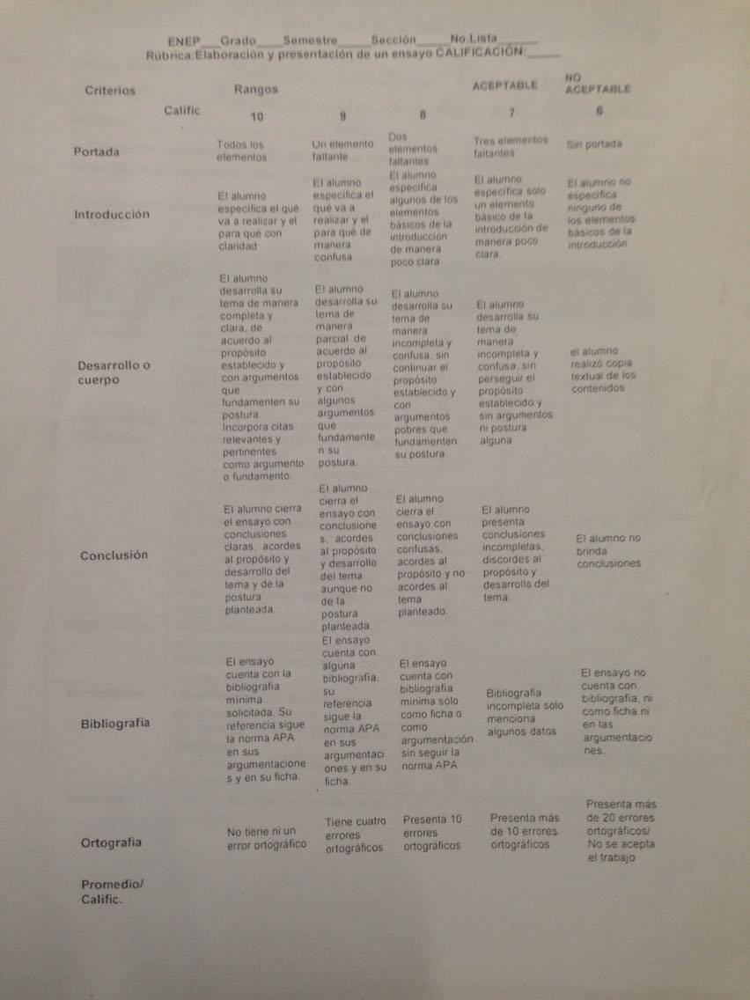 ENEP___Grado____Semestre_____Sección_____No.Lista______
Rúbrica:Elaboración y presentación de un ensayo CALIFICACIÓN:_____
Criterios
Rangos
ACEPTABLE
NO
ACEPTABLE
Calific
10
9
8
7
6
Portada
Todos los
elementos
Un elemento
faltante
Dos
elementos
faltantes
Tres elementos
faltantes
Sin portada
Introducción
El alumno
especifica el qué
va a realizar y el
para qué con
claridad
El alumno
especifica el
qué va a
realizar y el
para qué de
manera
confusa
El alumno
especifica
algunos de los
elementos
básicos de la
introducción
de manera
poco clara
El alumno
especifica solo
un elemento
básico de la
introducción de
manera poco
clara.
El alumno no
especifica
ninguno de
los elementos
básicos de la
introducción
Desarrollo o
cuerpo
El alumno
desarrolla su
tema de manera
completa y
clara, de
acuerdo al
propósito
establecido y
con argumentos
que
fundamenten su
postura.
Incorpora citas
relevantes y
pertinentes
como argumento
o fundamento.
El alumno
desarrolla su
tema de
manera
parcial de
acuerdo al
propósito
establecido
y con
algunos
argumentos
que
fundamente
n su
postura.
El alumno
desarrolla su
tema de
manera
incompleta y
confusa, sin
continuar el
propósito
establecido y
con
argumentos
pobres que
fundamenten
su postura
El alumno
desarrolla su
tema de
manera
incompleta y
confusa, sin
perseguir el
propósito
establecido y
sin argumentos
ni postura
alguna
el alumno
realizó copia
textual de los
contenidos
Conclusión
El alumno cierra
el ensayo con
conclusiones
claras, acordes
al propósito y
desarrollo del
tema y de la
postura
planteada
El alumno
cierra el
ensayo con
conclusione
s, acordes
al propósito
y desarrollo
del tema
aunque no
de la
postura
planteada
El alumno
cierra el
ensayo con
conclusiones
confusas,
acordes al
propósito y no
acordes al
tema
planteado.
El alumno
presenta
conclusiones
incompletas,
discordes al
propósito y
desarrollo del
tema.
El alumno no
brinda
conclusiones
Bibliografía
El ensayo
cuenta con la
bibliografía
mínima
solicitada. Su
referencia sigue
la norma APA
en sus
argumentacione
s y en su ficha.
El ensayo
cuenta con
alguna
bibliografía,
su
referencia
sigue la
norma APA
en sus
argumentaci
ones y en su
ficha
El ensayo
cuenta con
bibliografía
mínima sólo
como ficha o
como
argumentación
sin seguir la
norma APA
Bibliografía
incompleta solo
menciona
algunos datos
El ensayo no
cuenta con
bibliografía, ni
como ficha ni
en las
argumentacio
nes.
Ortografía
No tiene ni un
error ortográfico
Tiene cuatro
errores
ortográficos
Presenta 10
errores
ortográficos
Presenta más
de 10 errores
ortográficos
Presenta más
de 20 errores
ortográficos/
No se acepta
el trabajo
Promedio/
Calific.